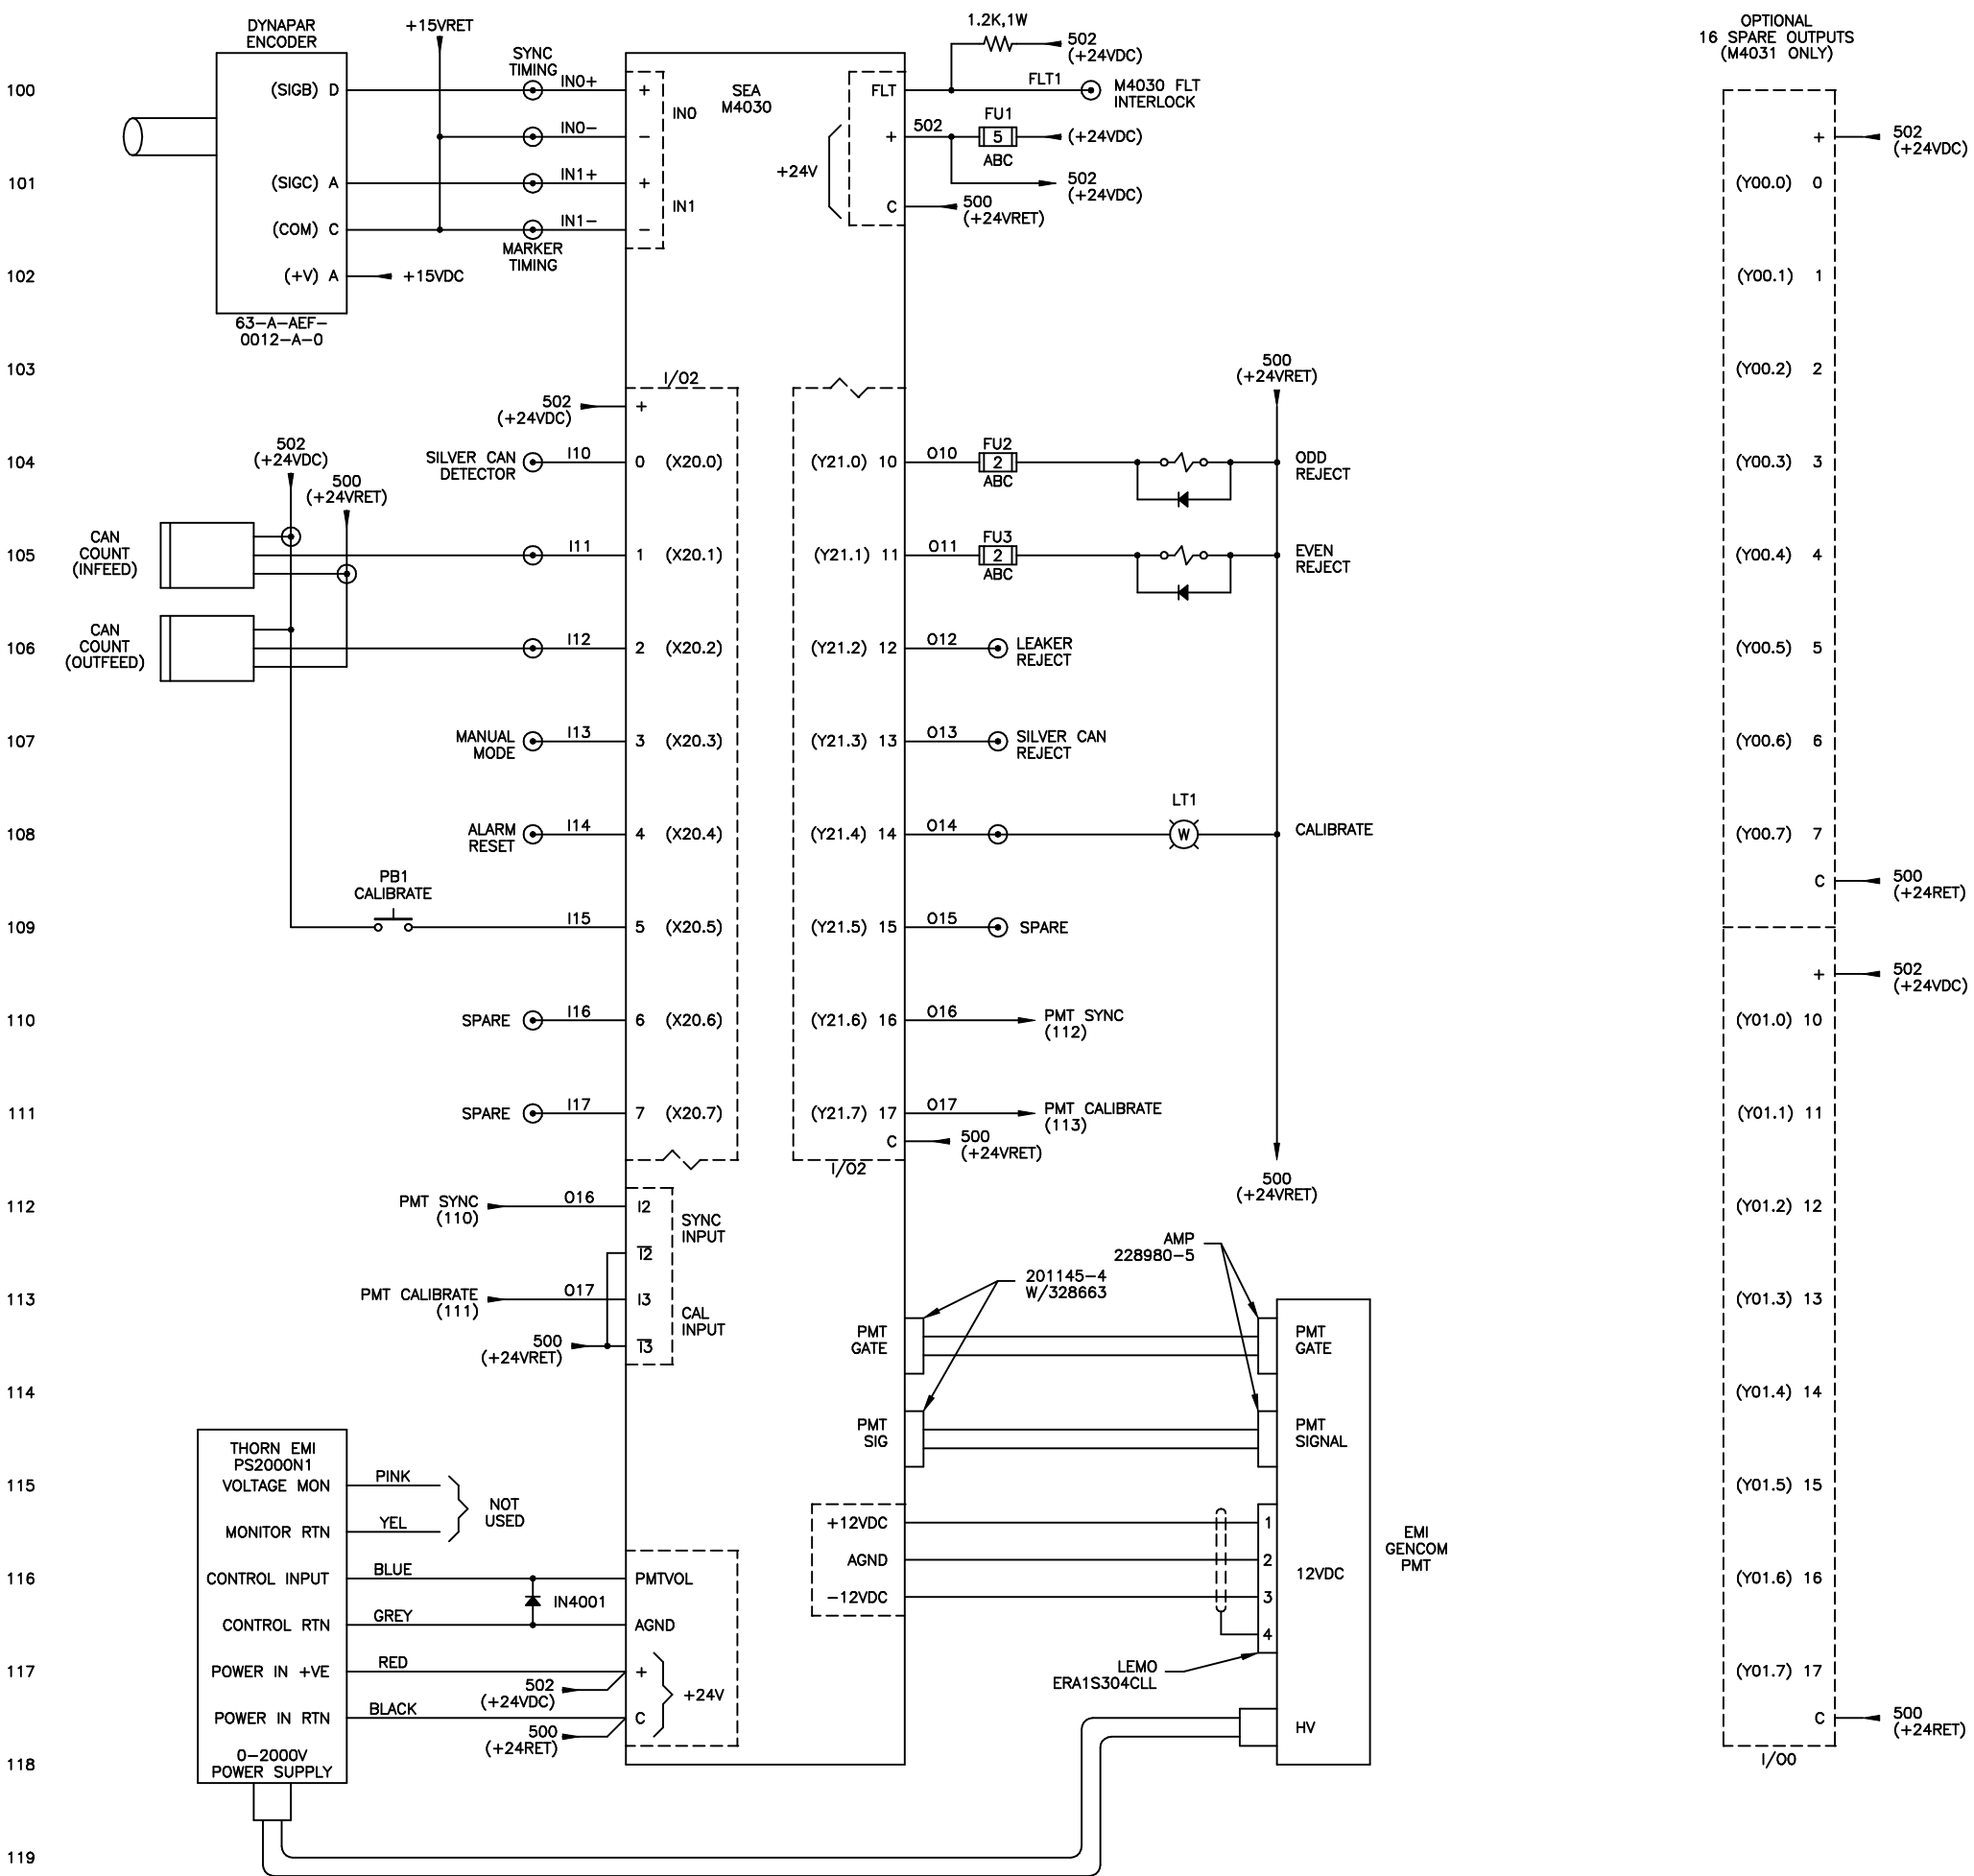 DYNAPAR
ENCODER
+15VRET
1.2K,1W
502
(+24VDC)
OPTIONAL
16 SPARE OUTPUTS
(M4031 ONLY)
SYNC
TIMING
100
(SIGB) D
IN0+
+
IN0
SEA
M4030
FLT
FLT1
M4030 FLT
INTERLOCK
IN0-
-
+24V
+
502
FU1
5
ABC
(+24VDC)
+
502
(+24VDC)
101
(SIGC) A
IN1+
+
IN1
502
(+24VDC)
(Y00.0) 0
C
500
(+24VRET)
(COM) C
IN1-
-
MARKER
TIMING
102
(+V) A
+15VDC
(Y00.1) 1
63-A-AEF-
0012-A-0
103
I/O2
500
(+24VRET)
(Y00.2) 2
502
(+24VDC)
+
104
502
(+24VDC)
SILVER CAN
DETECTOR
I10
0 (X20.0)
(Y21.0) 10
O10
FU2
2
ABC
ODD
REJECT
(Y00.3) 3
500
(+24VRET)
105
CAN
COUNT
(INFEED)
I11
1 (X20.1)
(Y21.1) 11
O11
FU3
2
ABC
EVEN
REJECT
(Y00.4) 4
106
CAN
COUNT
(OUTFEED)
I12
2 (X20.2)
(Y21.2) 12
O12
LEAKER
REJECT
(Y00.5) 5
107
MANUAL
MODE
I13
3 (X20.3)
(Y21.3) 13
O13
SILVER CAN
REJECT
(Y00.6) 6
108
ALARM
RESET
I14
4 (X20.4)
(Y21.4) 14
O14
LT1
W
CALIBRATE
(Y00.7) 7
PB1
CALIBRATE
C
500
(+24RET)
109
I15
5 (X20.5)
(Y21.5) 15
O15
SPARE
+
502
(+24VDC)
110
SPARE
I16
6 (X20.6)
(Y21.6) 16
O16
PMT SYNC
(112)
(Y01.0) 10
111
SPARE
I17
7 (X20.7)
(Y21.7) 17
O17
PMT CALIBRATE
(113)
(Y01.1) 11
C
500
(+24VRET)
I/O2
500
(+24VRET)
112
PMT SYNC
(110)
O16
I2
SYNC
INPUT
(Y01.2) 12
I2
AMP
228980-5
201145-4
W/328663
113
PMT CALIBRATE
(111)
O17
I3
CAL
INPUT
(Y01.3) 13
500
(+24VRET)
I3
PMT
GATE
PMT
GATE
114
(Y01.4) 14
PMT
SIG
PMT
SIGNAL
THORN EMI
PS2000N1
115
VOLTAGE MON
PINK
NOT
USED
(Y01.5) 15
MONITOR RTN
YEL
+12VDC
1
EMI
GENCOM
PMT
116
CONTROL INPUT
BLUE
PMTVOL
IN4001
AGND
2
12VDC
(Y01.6) 16
-12VDC
3
CONTROL RTN
GREY
AGND
4
117
POWER IN +VE
RED
+
502
(+24VDC)
+24V
LEMO
ERA1S304CLL
(Y01.7) 17
POWER IN RTN
BLACK
C
500
(+24RET)
HV
C
500
(+24RET)
118
0-2000V
POWER SUPPLY
I/O0
119